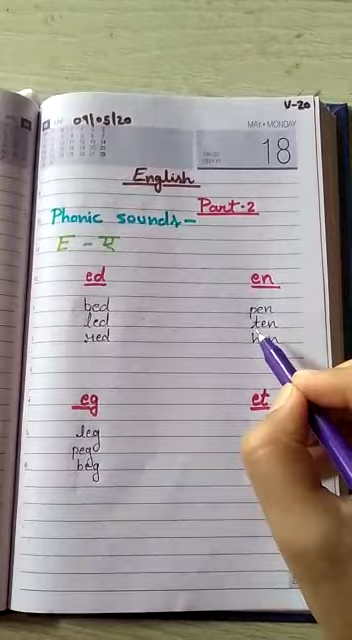 V-20
09/05/20
MAY • MONDAY
18
English
Part-2
Phonic sounds-
E - ए
ed en
bed pen
led ten
red hen
eg et
leg
peg
beg